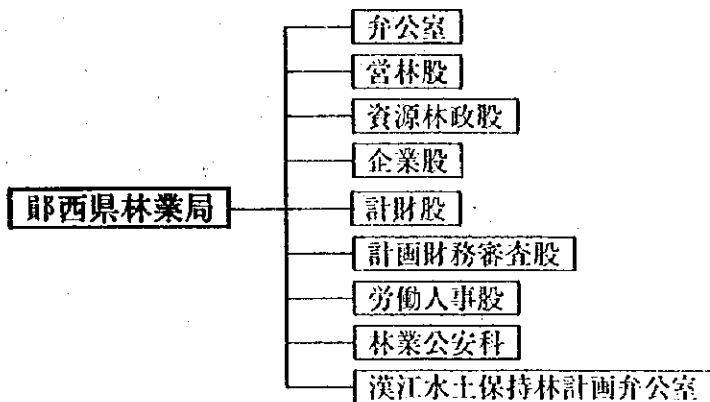 弁公室
営林股
資源林政股
企業股
鄖西県林業局
計財股
計画財務審査股
労働人事股
林業公安科
漢江水土保持林計画弁公室